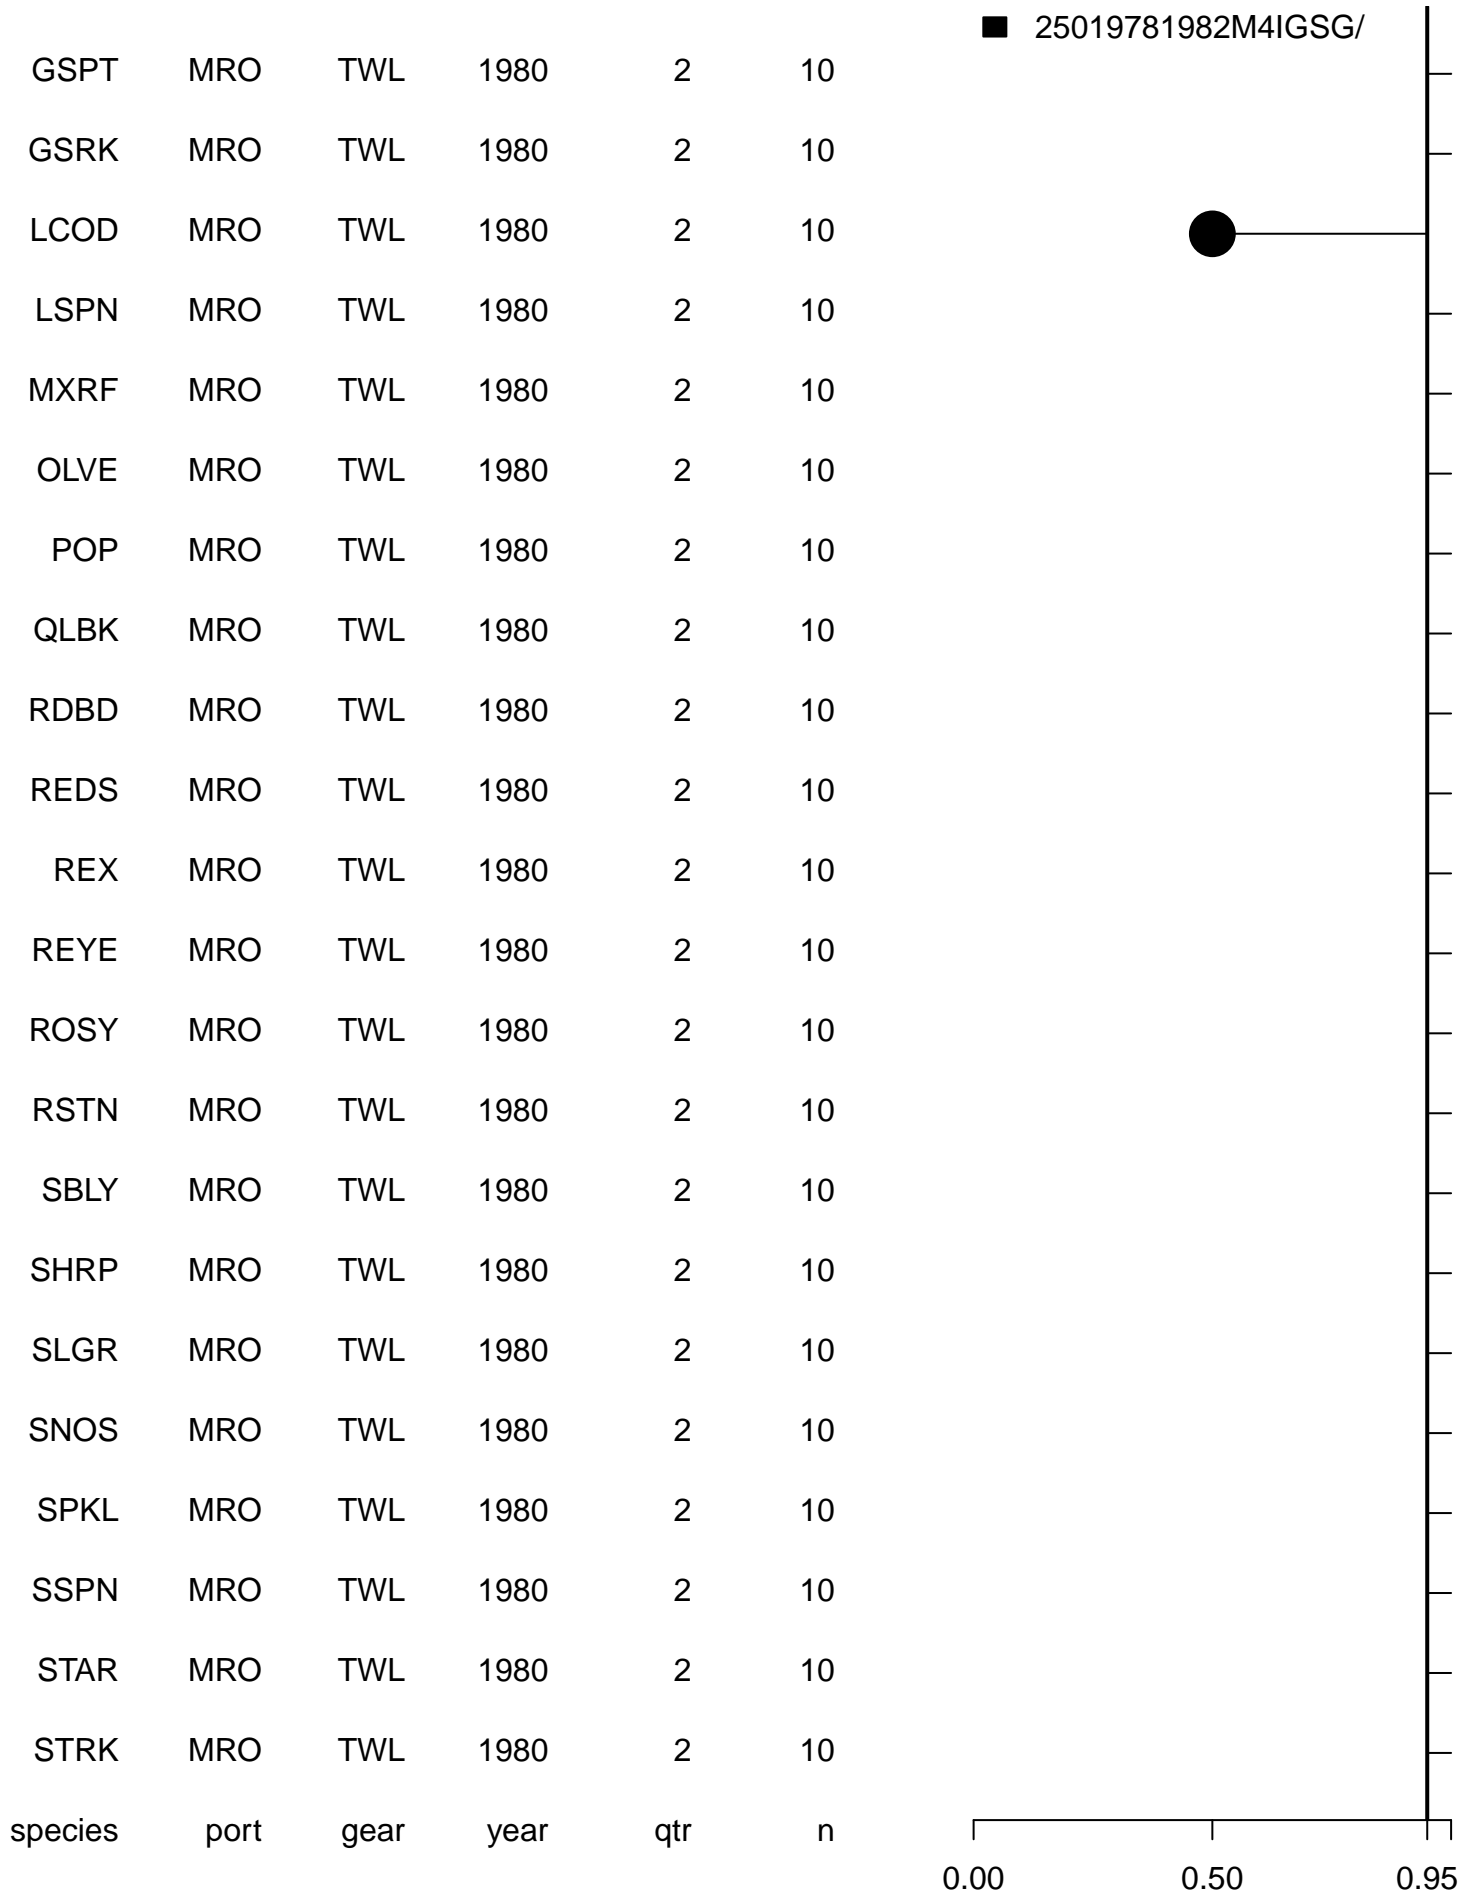 25019781982M4IGSG/
GSPT MRO TWL 1980 2 10
GSRK MRO TWL 1980 2 10
LCOD MRO TWL 1980 2 10
LSPN MRO TWL 1980 2 10
MXRF MRO TWL 1980 2 10
OLVE MRO TWL 1980 2 10
POP MRO TWL 1980 2 10
QLBK MRO TWL 1980 2 10
RDBD MRO TWL 1980 2 10
REDS MRO TWL 1980 2 10
REX MRO TWL 1980 2 10
REYE MRO TWL 1980 2 10
ROSY MRO TWL 1980 2 10
RSTN MRO TWL 1980 2 10
SBLY MRO TWL 1980 2 10
SHRP MRO TWL 1980 2 10
SLGR MRO TWL 1980 2 10
SNOS MRO TWL 1980 2 10
SPKL MRO TWL 1980 2 10
SSPN MRO TWL 1980 2 10
STAR MRO TWL 1980 2 10
STRK MRO TWL 1980 2 10
species port gear year qtr n
0.00 0.50 0.95